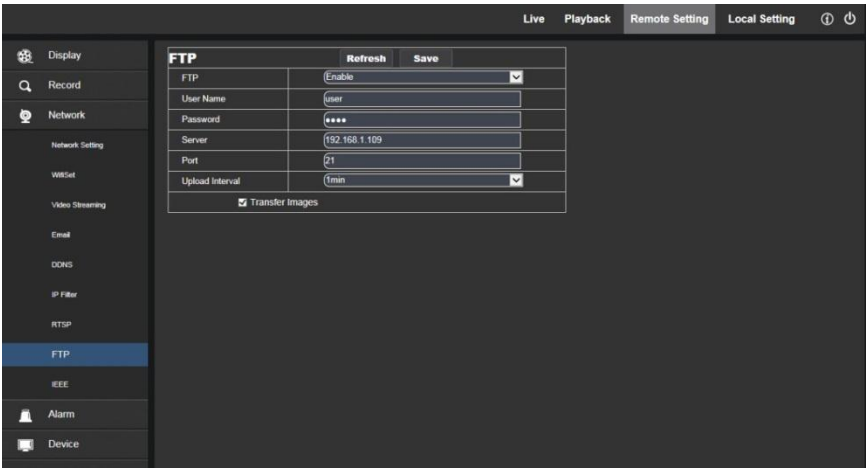 Live Playback Remote Setting Local Setting
Display
Record
Network
Network Setting
WifiSet
Video Streaming
Email
DDNS
IP Filter
RTSP
FTP
IEEE
Alarm
Device
FTP Refresh Save
FTP Enable
User Name user
Password ••••
Server 192.168.1.109
Port 21
Upload Interval 1min
Transfer Images